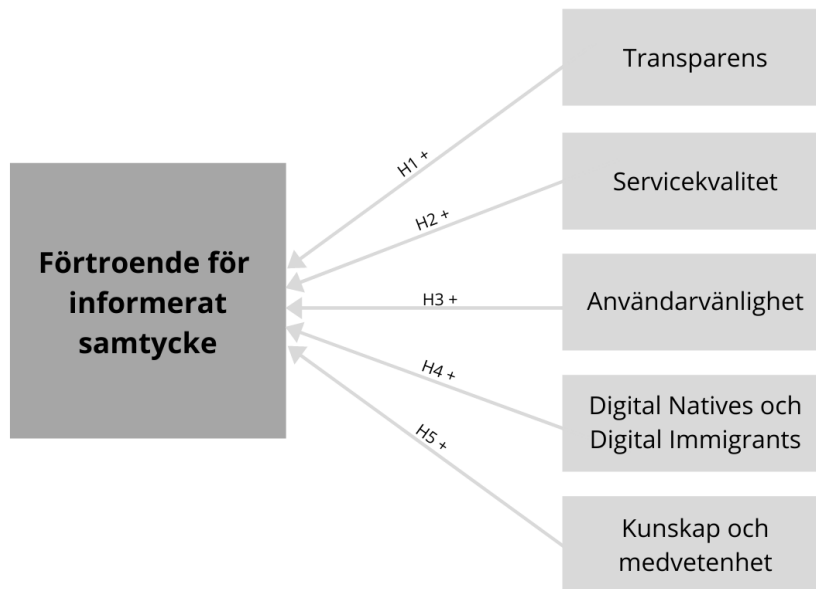 Transparens
H1 +
Servicekvalitet
H2 +
Förtroende för
informerat
samtycke
H3 +
Användarvänlighet
H4 +
Digital Natives och
Digital Immigrants
H5 +
Kunskap och
medvetenhet